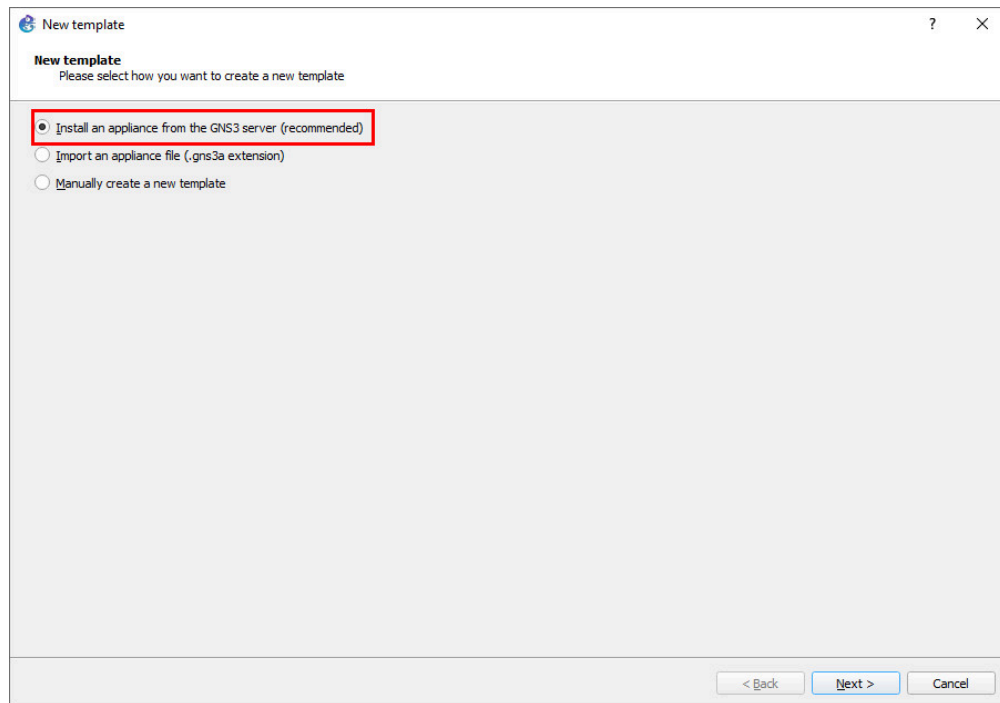 New template
New template
Please select how you want to create a new template
Install an appliance from the GNS3 server (recommended)
Import an appliance file (.gns3a extension)
Manually create a new template
< Back Next > Cancel